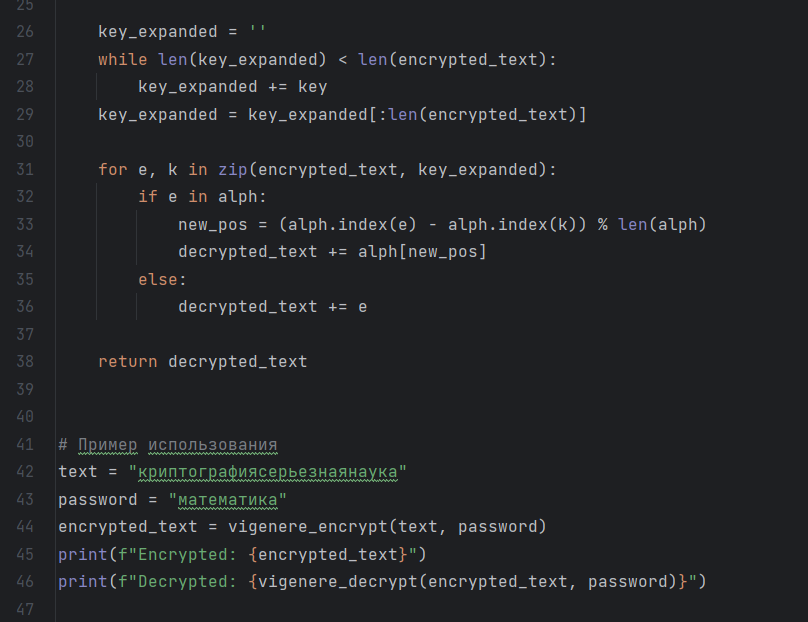 25
26 key_expanded = ''
27 while len(key_expanded) < len(encrypted_text):
28 key_expanded += key
29 key_expanded = key_expanded[:len(encrypted_text)]
30
31 for e, k in zip(encrypted_text, key_expanded):
32 if e in alph:
33 new_pos = (alph.index(e) - alph.index(k)) % len(alph)
34 decrypted_text += alph[new_pos]
35 else:
36 decrypted_text += e
37
38 return decrypted_text
39
40
41 # Пример использования
42 text = "криптографиясерьезнаянаука"
43 password = "математика"
44 encrypted_text = vigenere_encrypt(text, password)
45 print(f"Encrypted: {encrypted_text}")
46 print(f"Decrypted: {vigenere_decrypt(encrypted_text, password)}")
47